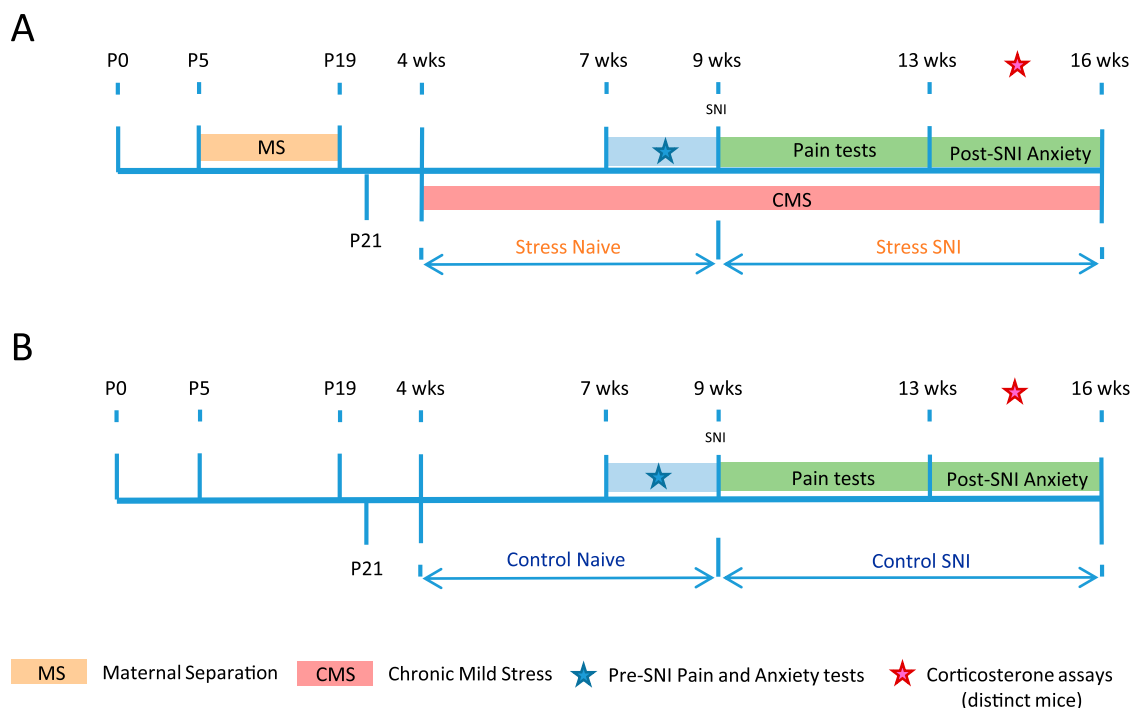 A
P0 P5 P19 4 wks 7 wks 9 wks 13 wks 16 wks
SNI
MS Pain tests Post-SNI Anxiety
CMS
P21
Stress Naive Stress SNI
B
P0 P5 P19 4 wks 7 wks 9 wks 13 wks 16 wks
SNI
Pain tests Post-SNI Anxiety
P21
Control Naive Control SNI
MS Maternal Separation CMS Chronic Mild Stress Pre-SNI Pain and Anxiety tests Corticosterone assays
(distinct mice)